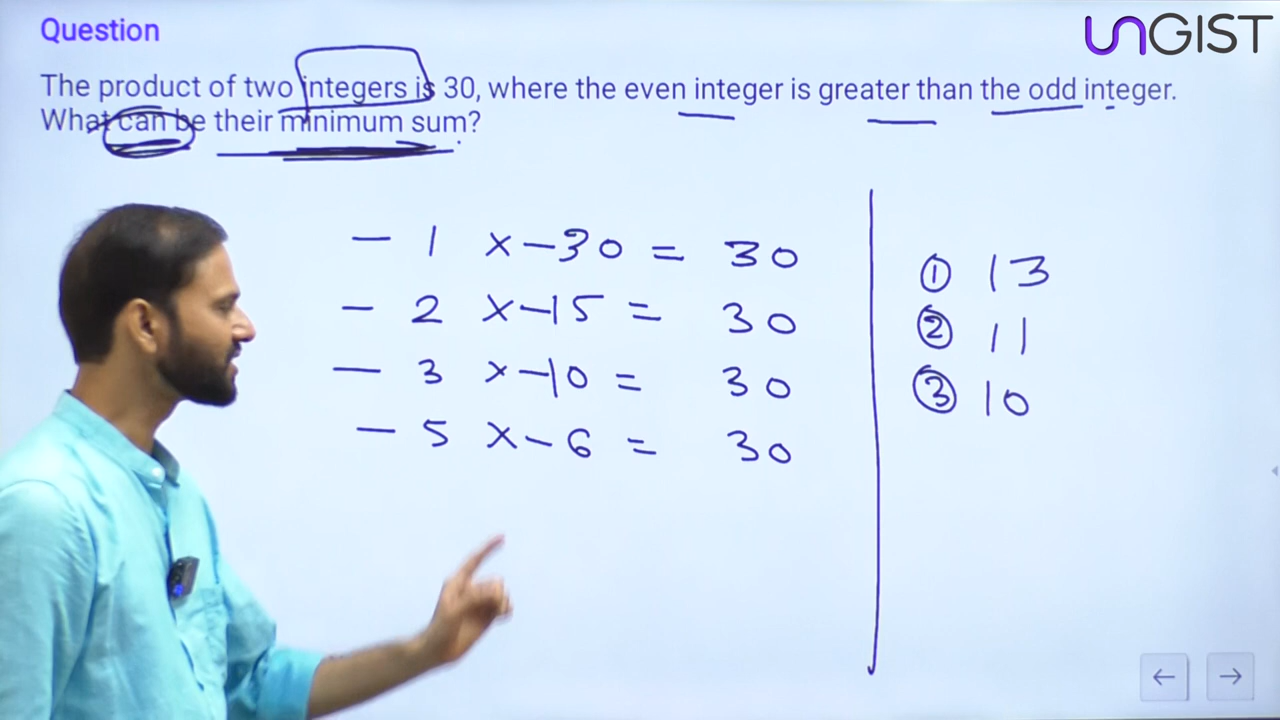 Question
UNGIST
The product of two integers is 30, where the even integer is greater than the odd integer.
What can be their minimum sum?
- 1 x -30 = 30
- 2 x -15 = 30
- 3 x -10 = 30
- 5 x -6 = 30
① 13
② 11
③ 10
← →